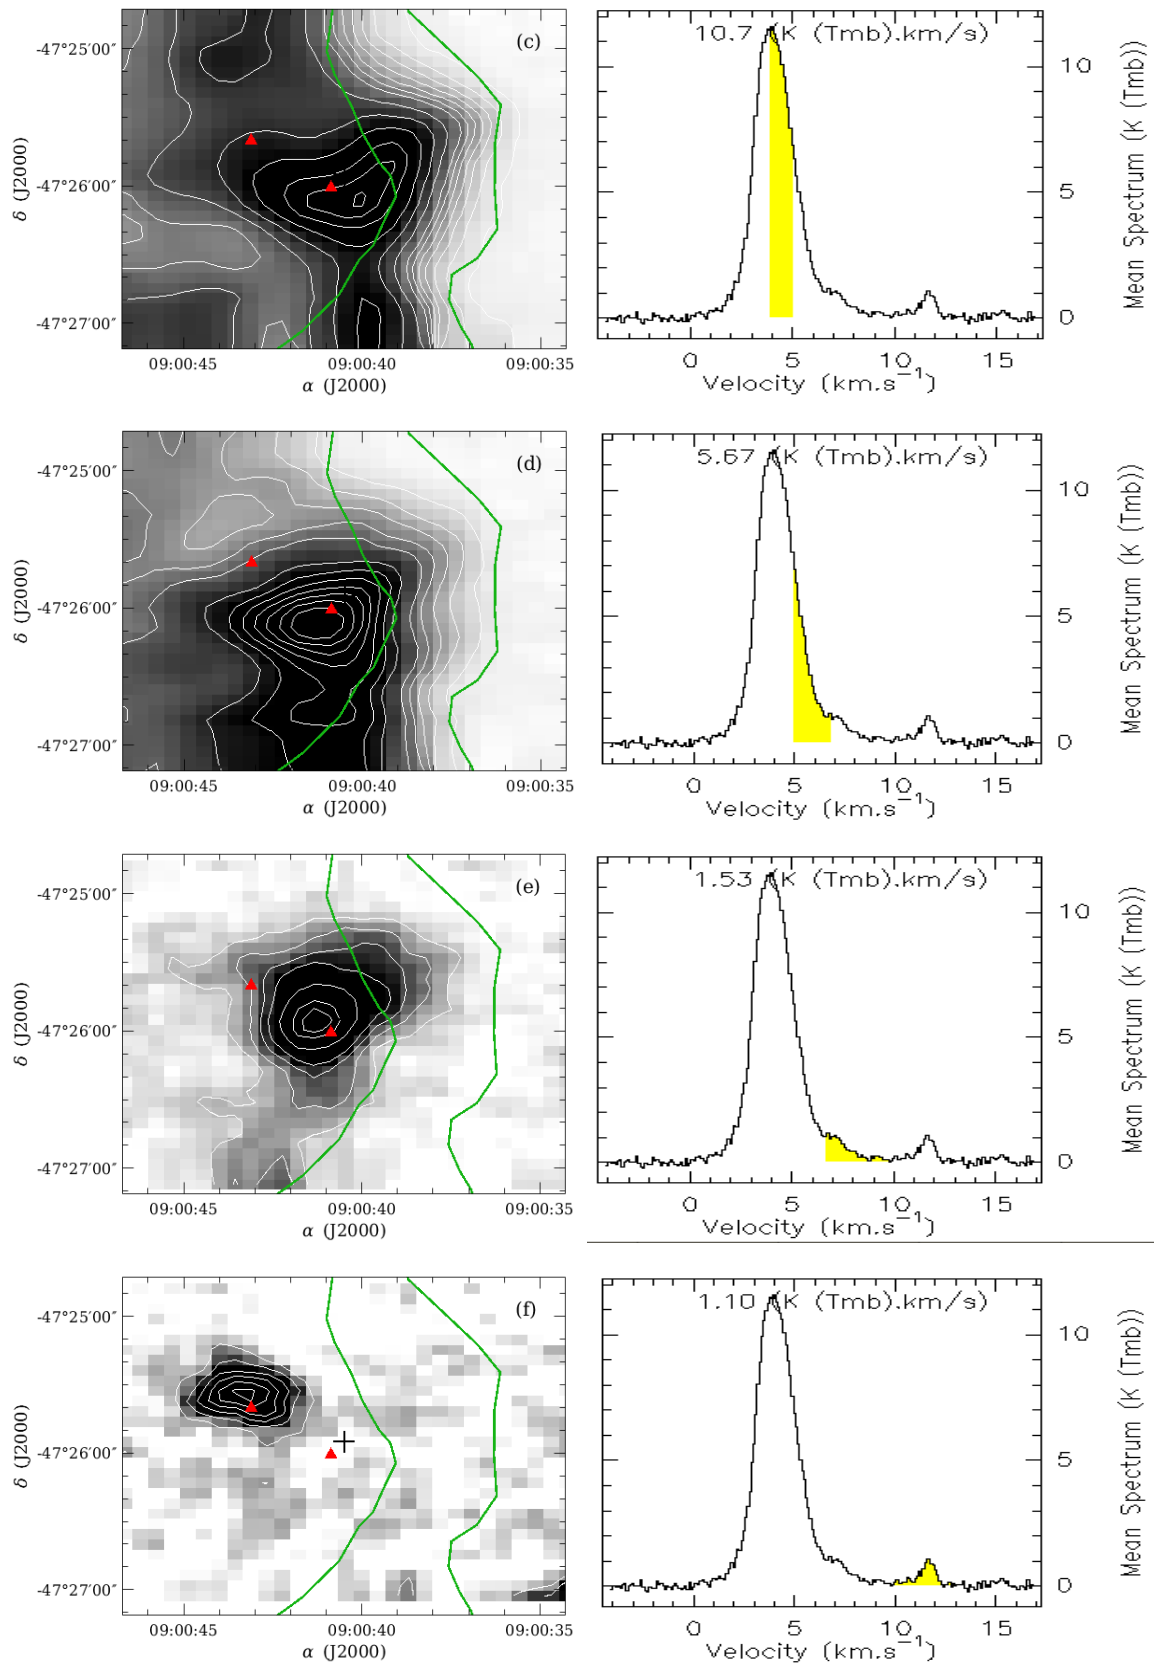 (c)
-47°25′00″
-47°26′00″
-47°27′00″
δ (J2000)
09:00:45 09:00:40 09:00:35
α (J2000)
10.7 (K (Tmb).km/s)
10
5
0
Mean Spectrum (K (Tmb))
0 5 10 15
Velocity (km.s⁻¹)
(d)
-47°25′00″
-47°26′00″
-47°27′00″
δ (J2000)
09:00:45 09:00:40 09:00:35
α (J2000)
5.67 (K (Tmb).km/s)
10
5
0
Mean Spectrum (K (Tmb))
0 5 10 15
Velocity (km.s⁻¹)
(e)
-47°25′00″
-47°26′00″
-47°27′00″
δ (J2000)
09:00:45 09:00:40 09:00:35
α (J2000)
1.53 (K (Tmb).km/s)
10
5
0
Mean Spectrum (K (Tmb))
0 5 10 15
Velocity (km.s⁻¹)
(f)
-47°25′00″
-47°26′00″
-47°27′00″
δ (J2000)
09:00:45 09:00:40 09:00:35
α (J2000)
1.10 (K (Tmb).km/s)
10
5
0
Mean Spectrum (K (Tmb))
0 5 10 15
Velocity (km.s⁻¹)